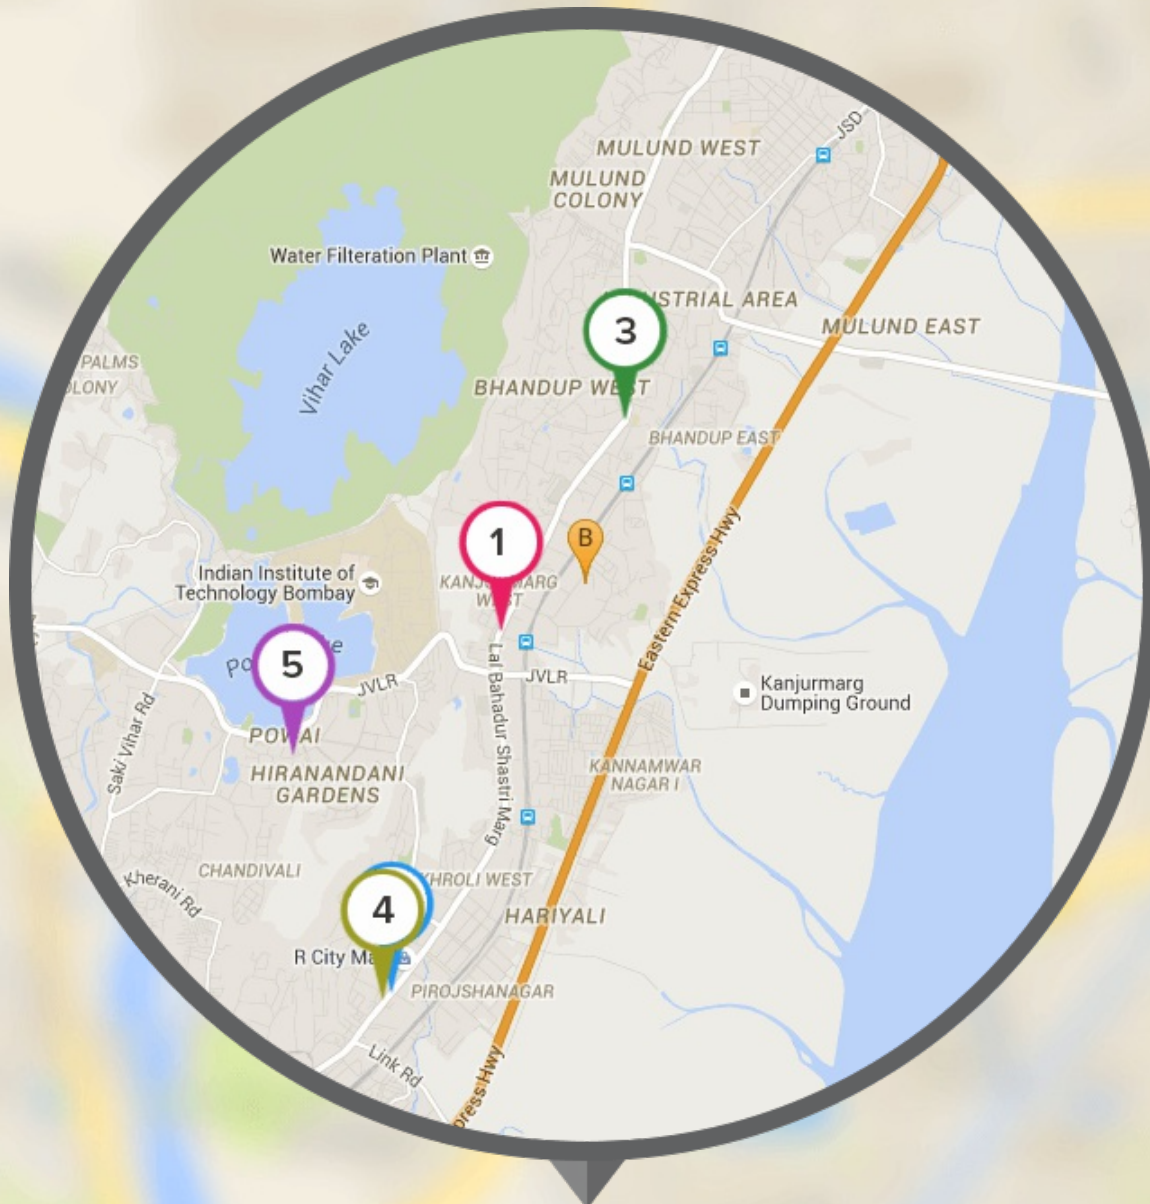 JSD
MULUND WEST
MULUND
COLONY
Water Filteration Plant
USTRIAL AREA
3
MULUND EAST
Vihar Lake
PALMS
OLONY
BHANDUP WEST
BHANDUP EAST
1
B
Eastern Express Hwy
Indian Institute of
Technology Bombay
KANJURMARG
WEST
5
JVLR
JVLR
Lal Bahadur Shastri Marg
Kanjurmarg
Dumping Ground
Saki Vihar Rd
POWAI
HIRANANDANI
GARDENS
KANNAMWAR
NAGAR I
CHANDIVALI
KHROLI WEST
Kherani Rd
4
HARIYALI
R City Ma
PIROJSHANAGAR
Link Rd
press Hwy